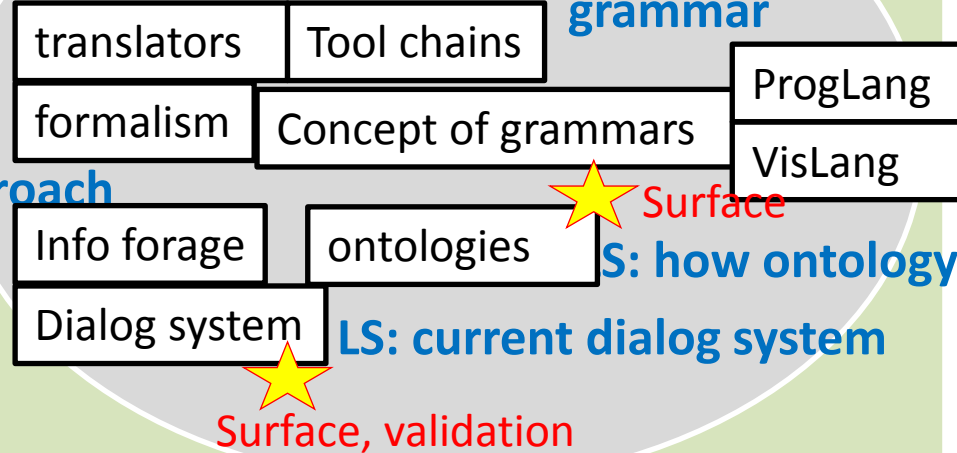 grammar
translators
Tool chains
ProgLang
formalism
Concept of grammars
VisLang
roach
Surface
Info forage
ontologies
S: how ontology
Dialog system
LS: current dialog system
Surface, validation